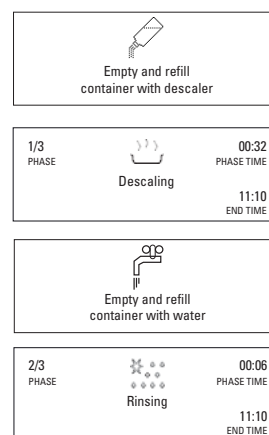 Empty and refill
container with descaler
1/3
PHASE
00:32
PHASE TIME
Descaling
11:10
END TIME
Empty and refill
container with water
2/3
PHASE
00:06
PHASE TIME
Rinsing
11:10
END TIME